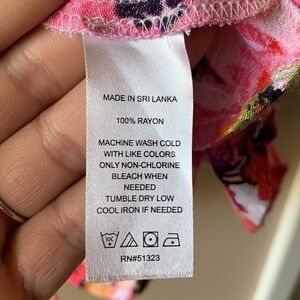 MADE IN SRI LANKA
100% RAYON
MACHINE WASH COLD
WITH LIKE COLORS
ONLY NON-CHLORINE
BLEACH WHEN
NEEDED
TUMBLE DRY LOW
COOL IRON IF NEEDED
RN#51323